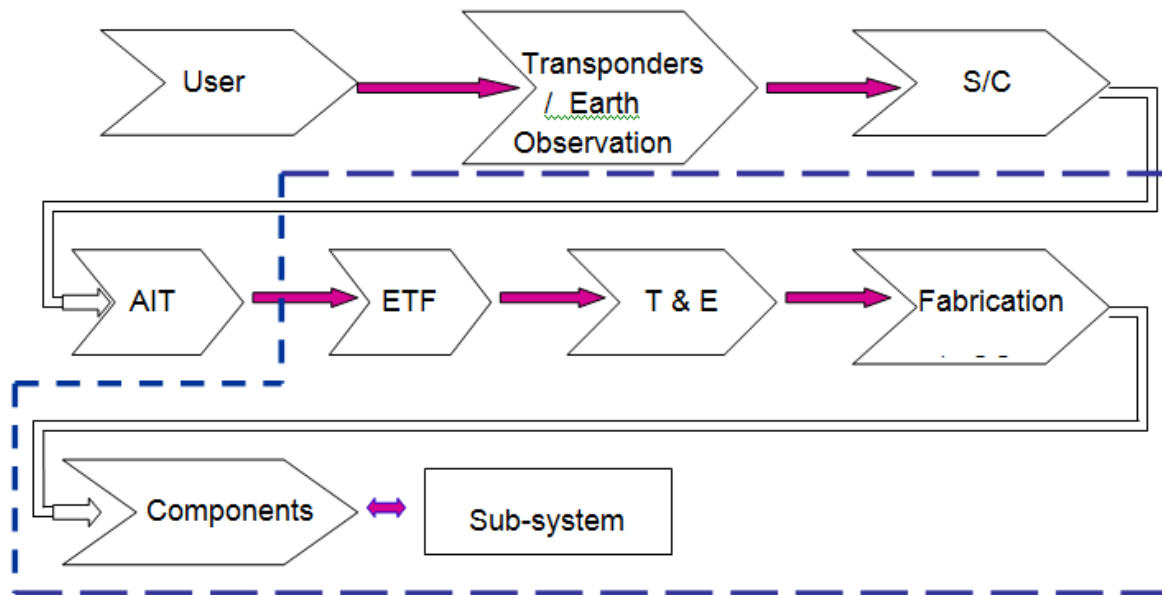 User
Transponders
/ Earth
Observation
S/C
AIT
ETF
T & E
Fabrication
Components
Sub-system